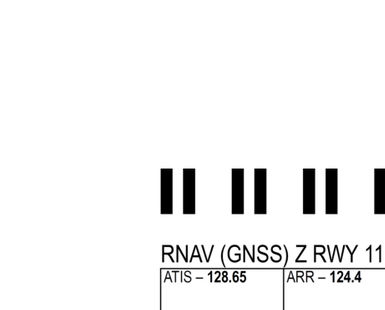 RNAV (GNSS) Z RWY 11
ATIS – 128.65 ARR – 124.4